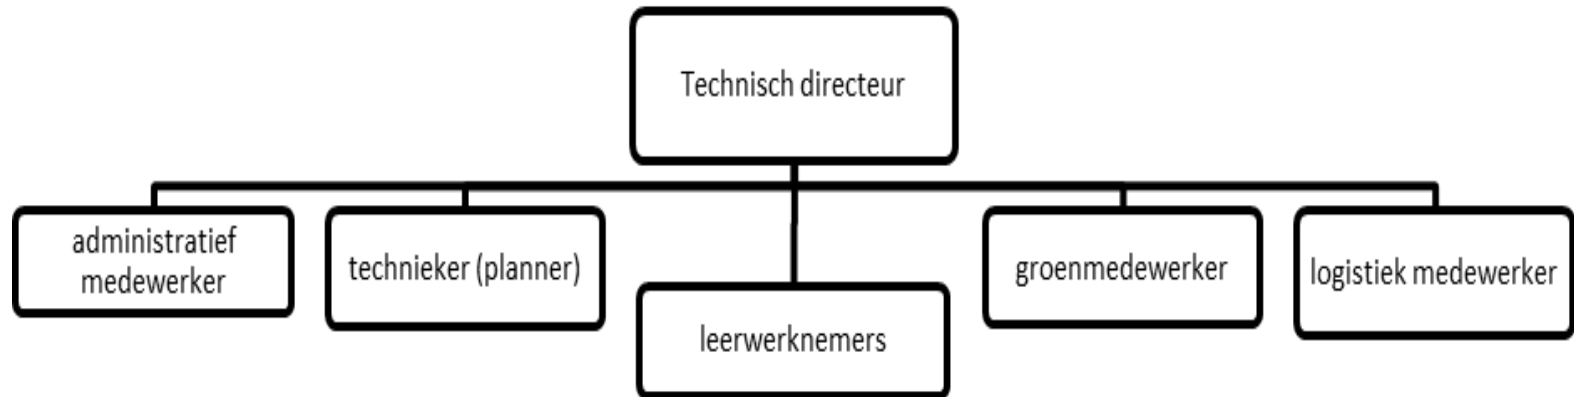 Technisch directeur
administratief
medewerker
technieker (planner)
leerwerknemers
groenmedewerker
logistiek medewerker